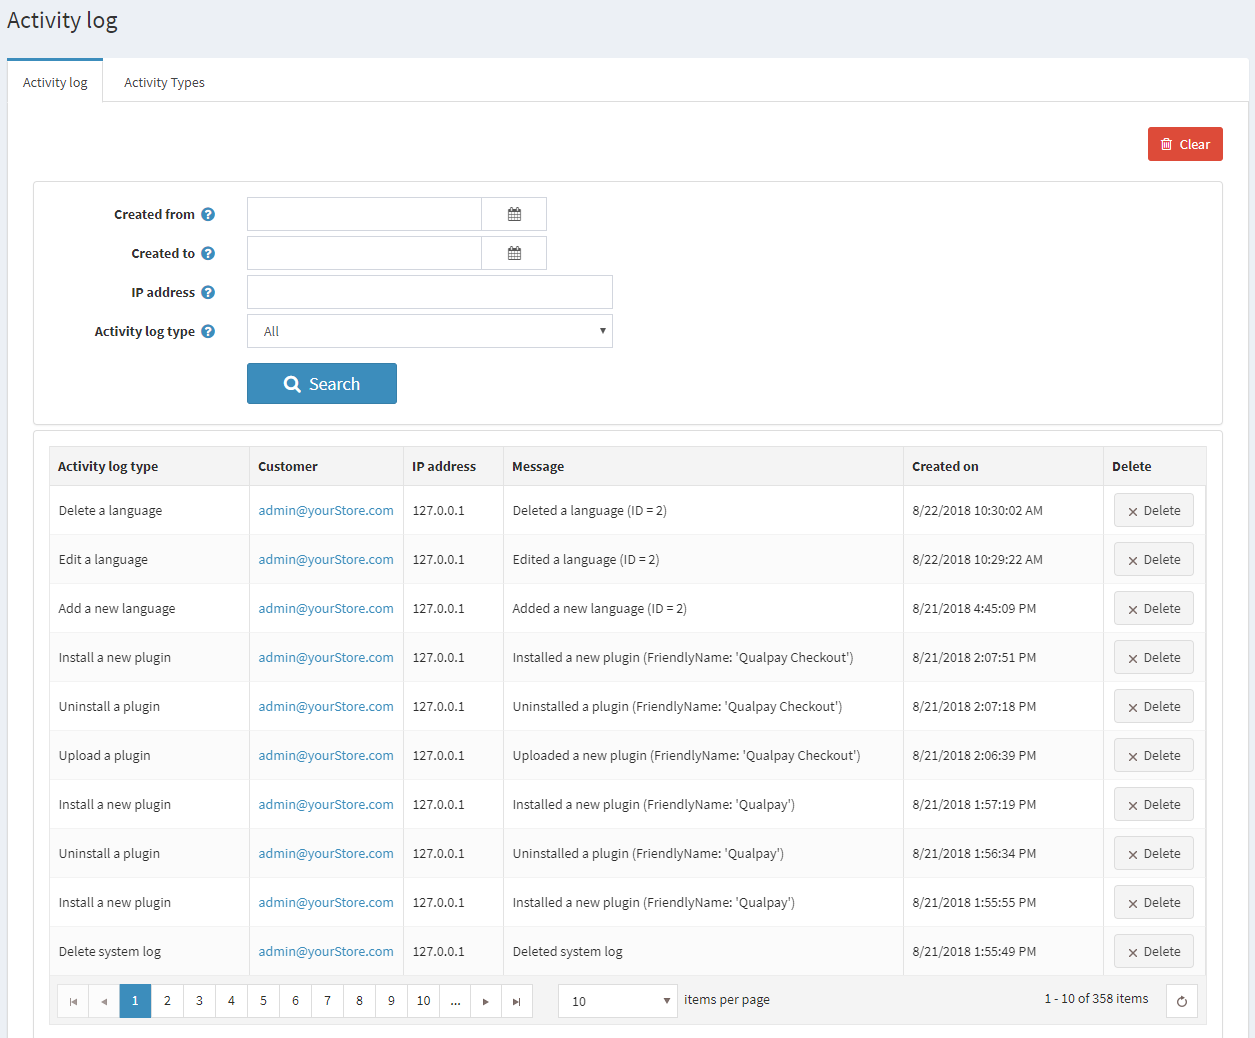 Activity log
Activity log Activity Types
Clear
Created from
Created to
IP address
Activity log type All
Search
Activity log type Customer IP address Message Created on Delete
Delete a language admin@yourStore.com 127.0.0.1 Deleted a language (ID = 2) 8/22/2018 10:30:02 AM Delete
Edit a language admin@yourStore.com 127.0.0.1 Edited a language (ID = 2) 8/22/2018 10:29:22 AM Delete
Add a new language admin@yourStore.com 127.0.0.1 Added a new language (ID = 2) 8/21/2018 4:45:09 PM Delete
Install a new plugin admin@yourStore.com 127.0.0.1 Installed a new plugin (FriendlyName: 'Qualpay Checkout') 8/21/2018 2:07:51 PM Delete
Uninstall a plugin admin@yourStore.com 127.0.0.1 Uninstalled a plugin (FriendlyName: 'Qualpay Checkout') 8/21/2018 2:07:18 PM Delete
Upload a plugin admin@yourStore.com 127.0.0.1 Uploaded a new plugin (FriendlyName: 'Qualpay Checkout') 8/21/2018 2:06:39 PM Delete
Install a new plugin admin@yourStore.com 127.0.0.1 Installed a new plugin (FriendlyName: 'Qualpay') 8/21/2018 1:57:19 PM Delete
Uninstall a plugin admin@yourStore.com 127.0.0.1 Uninstalled a plugin (FriendlyName: 'Qualpay') 8/21/2018 1:56:34 PM Delete
Install a new plugin admin@yourStore.com 127.0.0.1 Installed a new plugin (FriendlyName: 'Qualpay') 8/21/2018 1:55:55 PM Delete
Delete system log admin@yourStore.com 127.0.0.1 Deleted system log 8/21/2018 1:55:49 PM Delete
1 2 3 4 5 6 7 8 9 10 ... 10 items per page 1 - 10 of 358 items